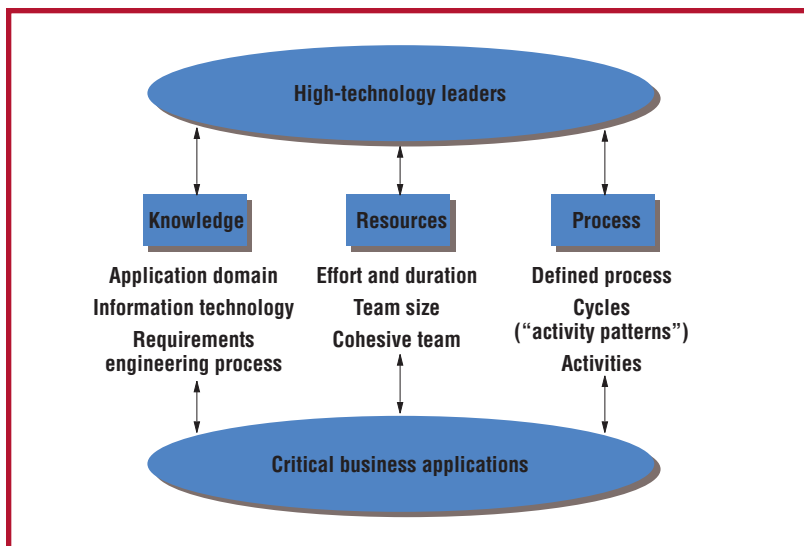 High-technology leaders
Knowledge
Resources
Process
Application domain
Information technology
Requirements
engineering process
Effort and duration
Team size
Cohesive team
Defined process
Cycles
(“activity patterns”)
Activities
Critical business applications